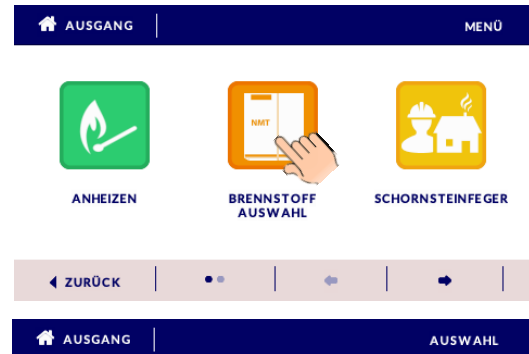 AUSGANG MENÜ
NMT
ANHEIZEN BRENNSTOFF SCHORNSTEINFEGER
AUSWAHL
ZURÜCK
AUSGANG AUSWAHL